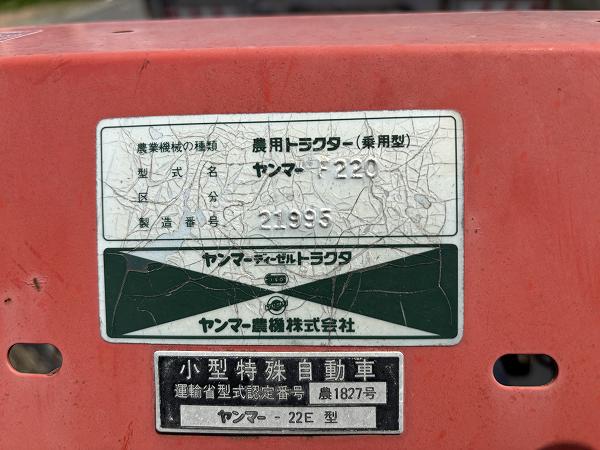 農業機械の種類 農用トラクター(乗用型)
型式名 ヤンマー F220
区分
製造番号 21995
ヤンマーディーゼルトラクタ
ヤンマー農機株式会社
小型特殊自動車
運輸省型式認定番号 農1827号
ヤンマー - 22E 型